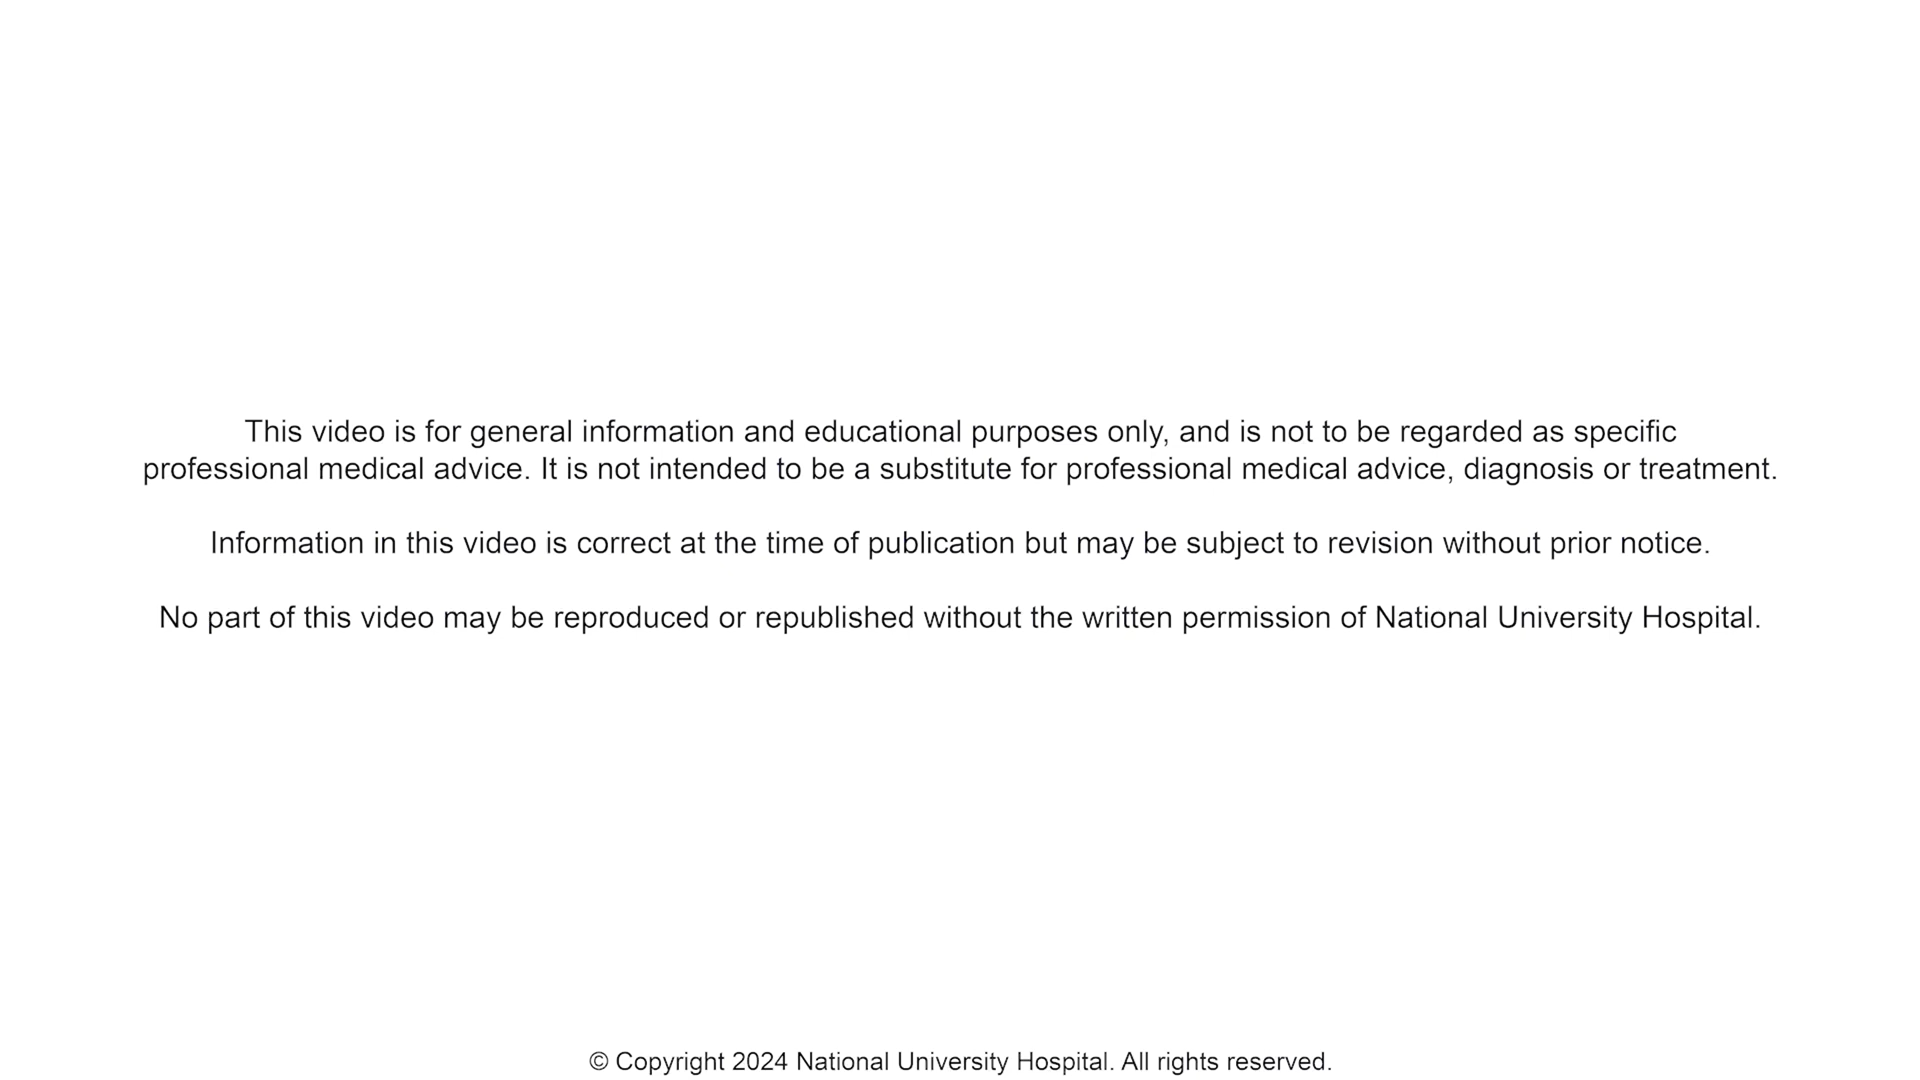 This video is for general information and educational purposes only, and is not to be regarded as specific
professional medical advice. It is not intended to be a substitute for professional medical advice, diagnosis or treatment.
Information in this video is correct at the time of publication but may be subject to revision without prior notice.
No part of this video may be reproduced or republished without the written permission of National University Hospital.
© Copyright 2024 National University Hospital. All rights reserved.